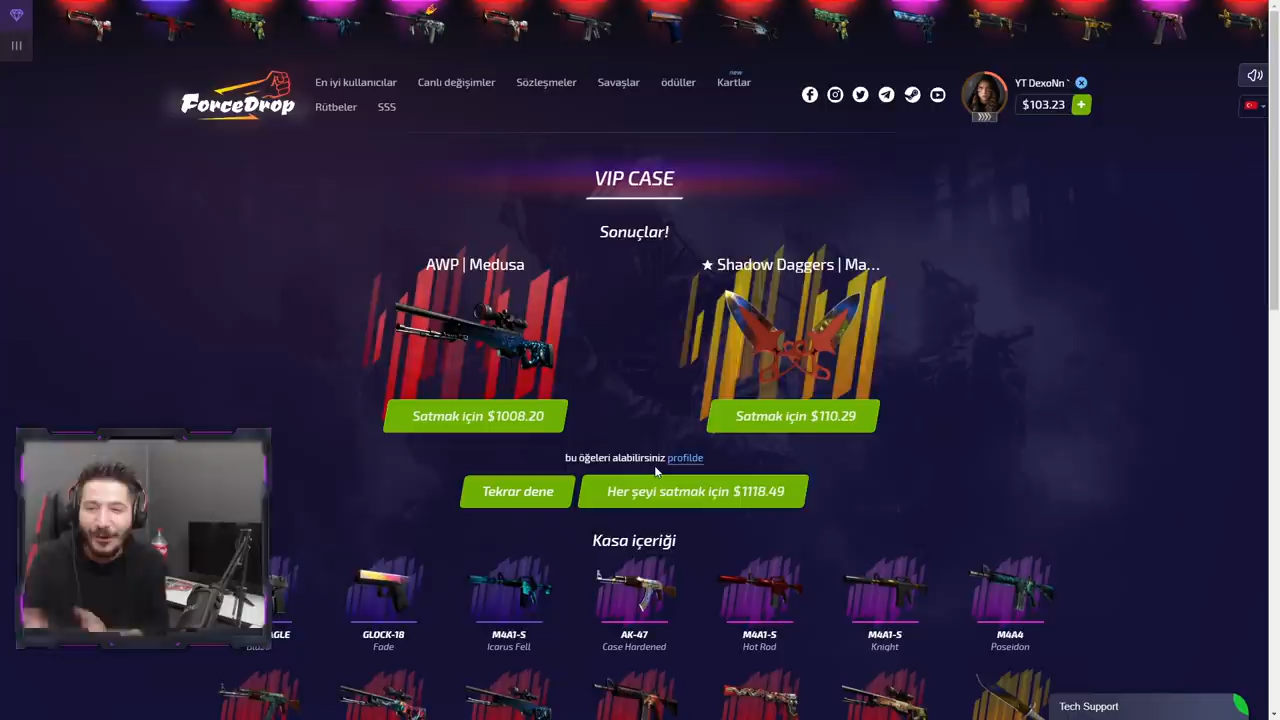 ForceDrop
En iyi kullanıcılar
Canlı değişimler
Sözleşmeler
Savaşlar
ödüller
new
Kartlar
Rütbeler
SSS
YT DexoNn `
$103.23
VIP CASE
Sonuçlar!
AWP | Medusa
★ Shadow Daggers | Ma...
Satmak için $1008.20
Satmak için $110.29
bu öğeleri alabilirsiniz profilde
Tekrar dene
Her şeyi satmak için $1118.49
Kasa içeriği
GLOCK-18
Fade
M4A1-S
Icarus Fell
AK-47
Case Hardened
M4A1-S
Hot Rod
M4A1-S
Knight
M4A4
Poseidon
Tech Support